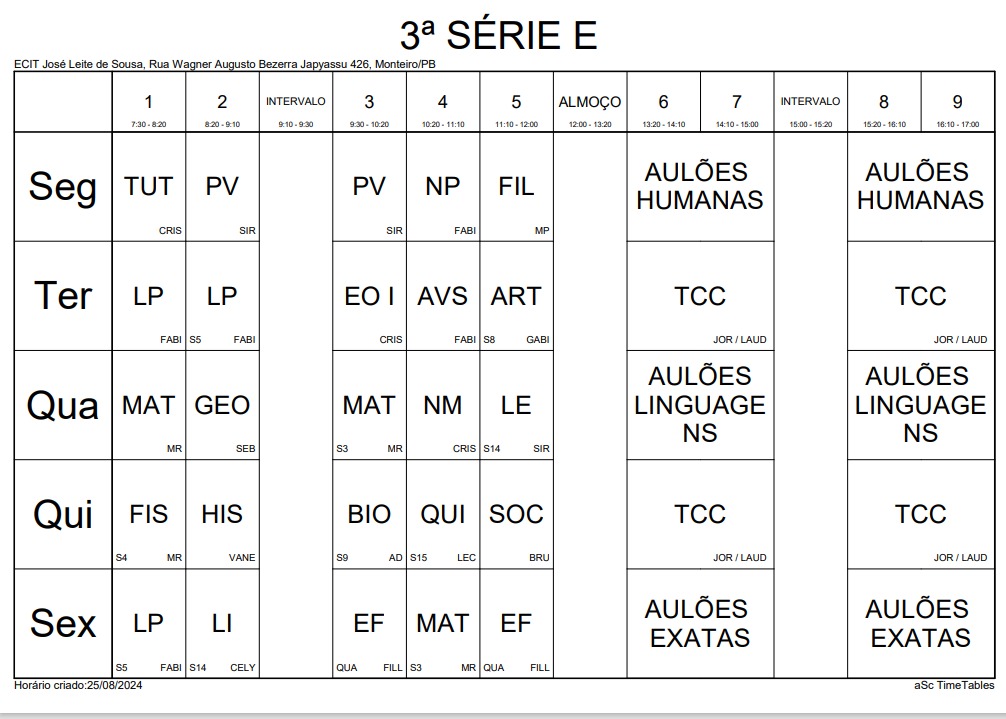 3ª SÉRIE E
ECIT José Leite de Sousa, Rua Wagner Augusto Bezerra Japyassu 426, Monteiro/PB
1 2 INTERVALO 3 4 5 ALMOÇO 6 7 INTERVALO 8 9
7:30 - 8:20 8:20 - 9:10 9:10 - 9:30 9:30 - 10:20 10:20 - 11:10 11:10 - 12:00 12:00 - 13:20 13:20 - 14:10 14:10 - 15:00 15:00 - 15:20 15:20 - 16:10 16:10 - 17:00
Seg TUT PV PV NP FIL AULÕES AULÕES
HUMANAS HUMANAS
CRIS SIR SIR FABI MP
Ter LP LP EO I AVS ART TCC TCC
FABI S5 FABI CRIS FABI S8 GABI JOR / LAUD JOR / LAUD
AULÕES AULÕES
Qua MAT GEO MAT NM LE LINGUAGE LINGUAGE
NS NS
MR SEB S3 MR CRIS S14 SIR
Qui FIS HIS BIO QUI SOC TCC TCC
S4 MR VANE S9 AD S15 LEC BRU JOR / LAUD JOR / LAUD
Sex LP LI EF MAT EF AULÕES AULÕES
EXATAS EXATAS
S5 FABI S14 CELY QUA FILL S3 MR QUA FILL
Horário criado:25/08/2024 aSc TimeTables